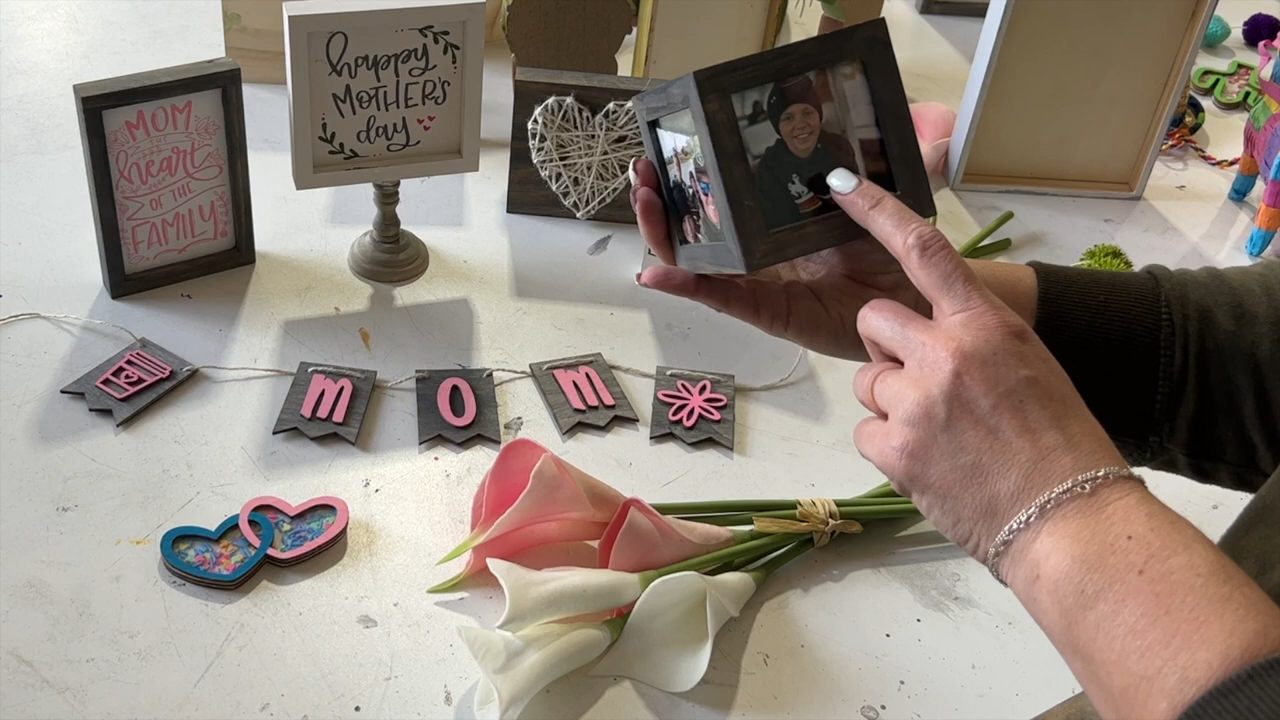 MOM
THE
heart
OF THE
FAMILY
happy
MOTHER'S
day
m o m